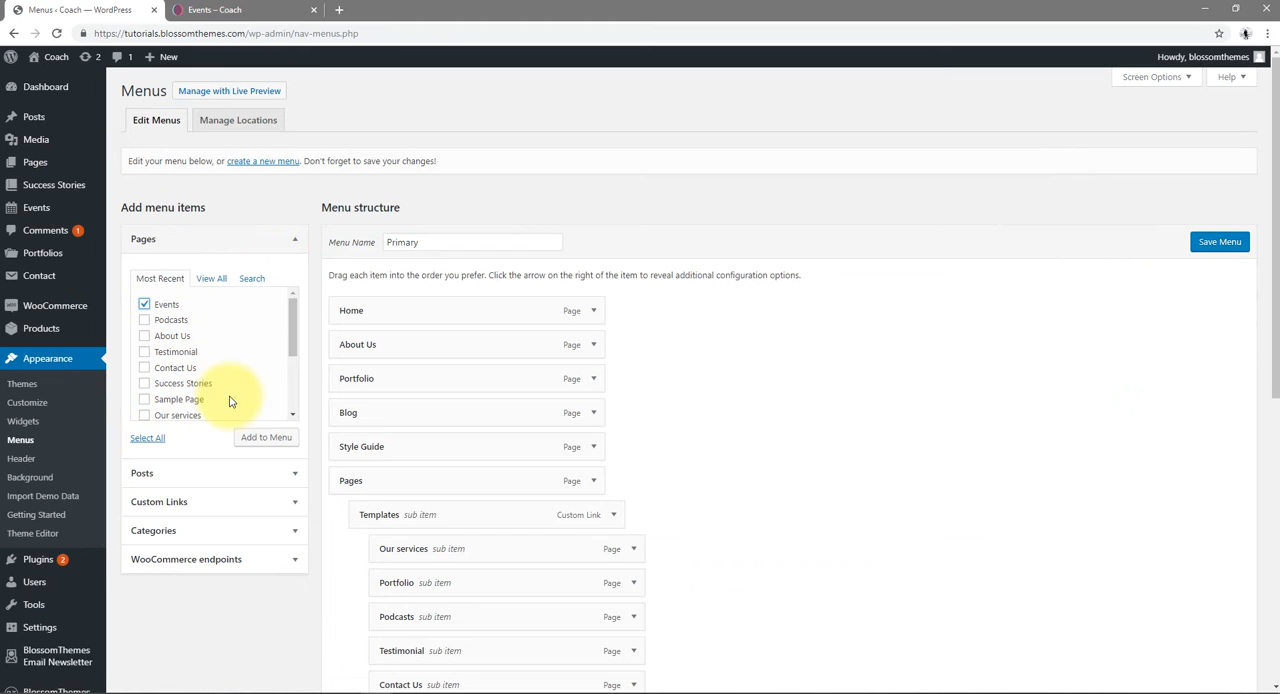 Menus ‹ Coach — WordPress
Events – Coach
https://tutorials.blossomthemes.com/wp-admin/nav-menus.php
Coach
2
1
New
Howdy, blossomthemes
Dashboard
Posts
Media
Pages
Success Stories
Events
Comments 1
Portfolios
Contact
WooCommerce
Products
Appearance
Themes
Customize
Widgets
Menus
Header
Background
Import Demo Data
Getting Started
Theme Editor
Plugins 2
Users
Tools
Settings
BlossomThemes
Email Newsletter
BlossomThemes
Menus
Manage with Live Preview
Screen Options
Help
Edit Menus
Manage Locations
Edit your menu below, or create a new menu. Don't forget to save your changes!
Add menu items
Pages
Most Recent
View All
Search
Events
Podcasts
About Us
Testimonial
Contact Us
Success Stories
Sample Page
Our services
Select All
Add to Menu
Posts
Custom Links
Categories
WooCommerce endpoints
Menu structure
Menu Name Primary
Save Menu
Drag each item into the order you prefer. Click the arrow on the right of the item to reveal additional configuration options.
Home Page
About Us Page
Portfolio Page
Blog Page
Style Guide Page
Pages Page
Templates sub item Custom Link
Our services sub item Page
Portfolio sub item Page
Podcasts sub item Page
Testimonial sub item Page
Contact Us sub item Page